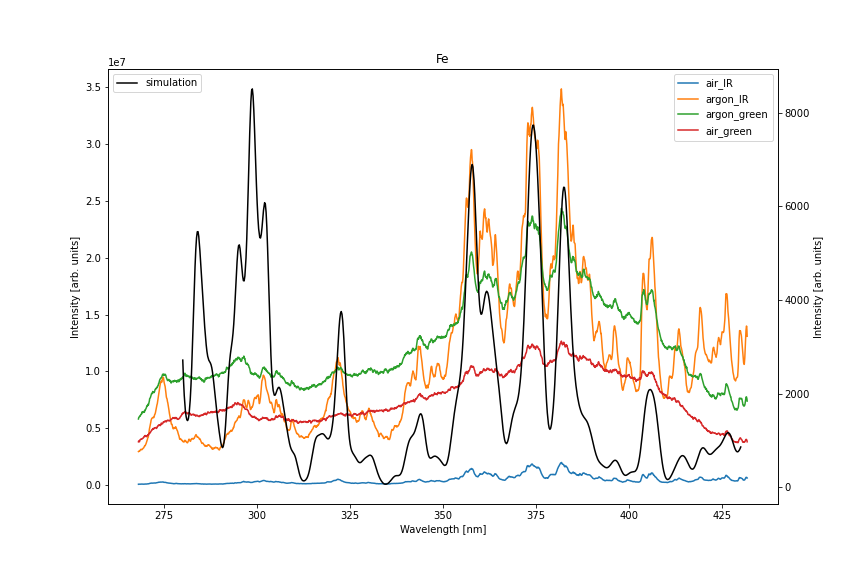 Fe
1e7
simulation
air_IR
argon_IR
argon_green
air_green
3.5
3.0
2.5
2.0
1.5
1.0
0.5
0.0
Intensity [arb. units]
8000
6000
4000
2000
0
Intensity [arb. units]
275 300 325 350 375 400 425
Wavelength [nm]